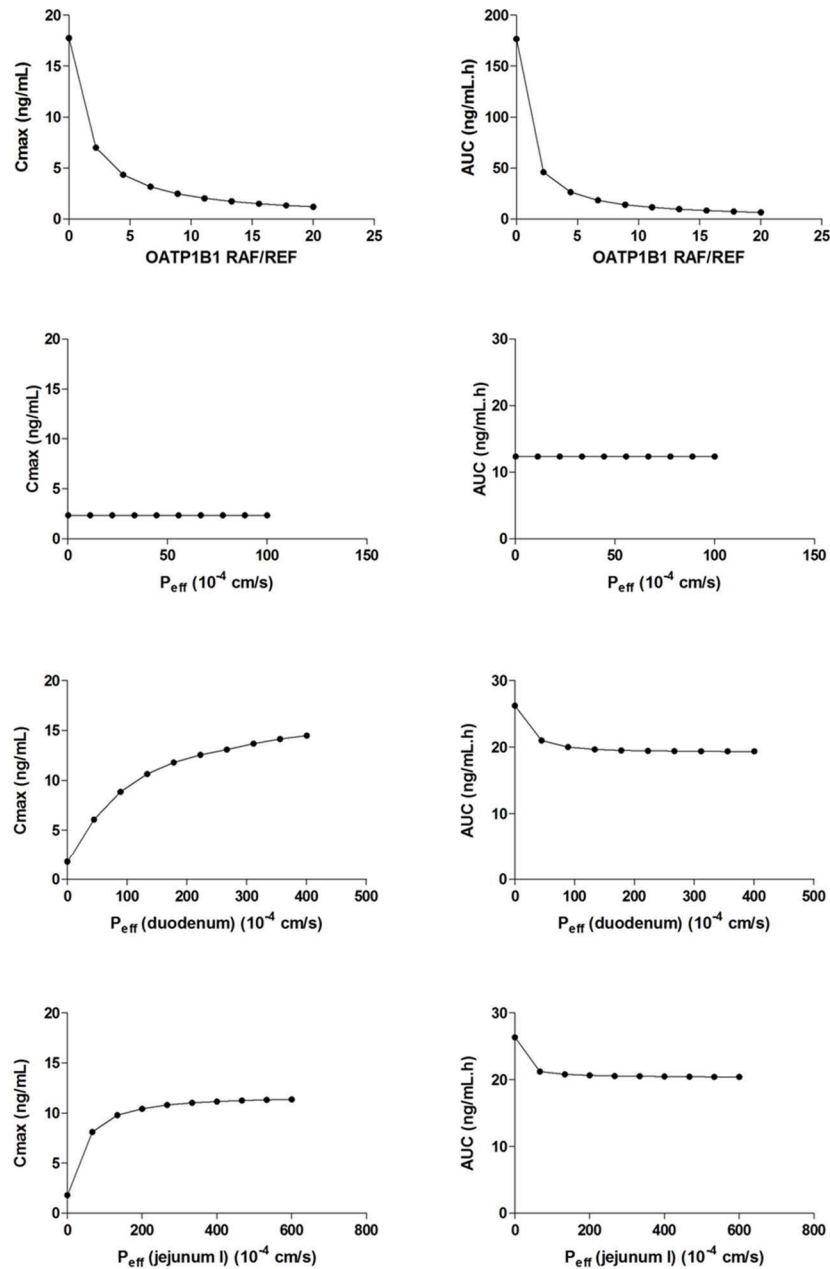 20
15
10
5
0
Cmax (ng/mL)
0 5 10 15 20 25
OATP1B1 RAF/REF
200
150
100
50
0
AUC (ng/mL.h)
0 5 10 15 20 25
OATP1B1 RAF/REF
20
15
10
5
0
Cmax (ng/mL)
0 50 100 150
Peff (10-4 cm/s)
30
20
10
0
AUC (ng/mL.h)
0 50 100 150
Peff (10-4 cm/s)
20
15
10
5
0
Cmax (ng/mL)
0 100 200 300 400 500
Peff (duodenum) (10-4 cm/s)
30
20
10
0
AUC (ng/mL.h)
0 100 200 300 400 500
Peff (duodenum) (10-4 cm/s)
20
15
10
5
0
Cmax (ng/mL)
0 200 400 600 800
Peff (jejunum I) (10-4 cm/s)
30
20
10
0
AUC (ng/mL.h)
0 200 400 600 800
Peff (jejunum I) (10-4 cm/s)